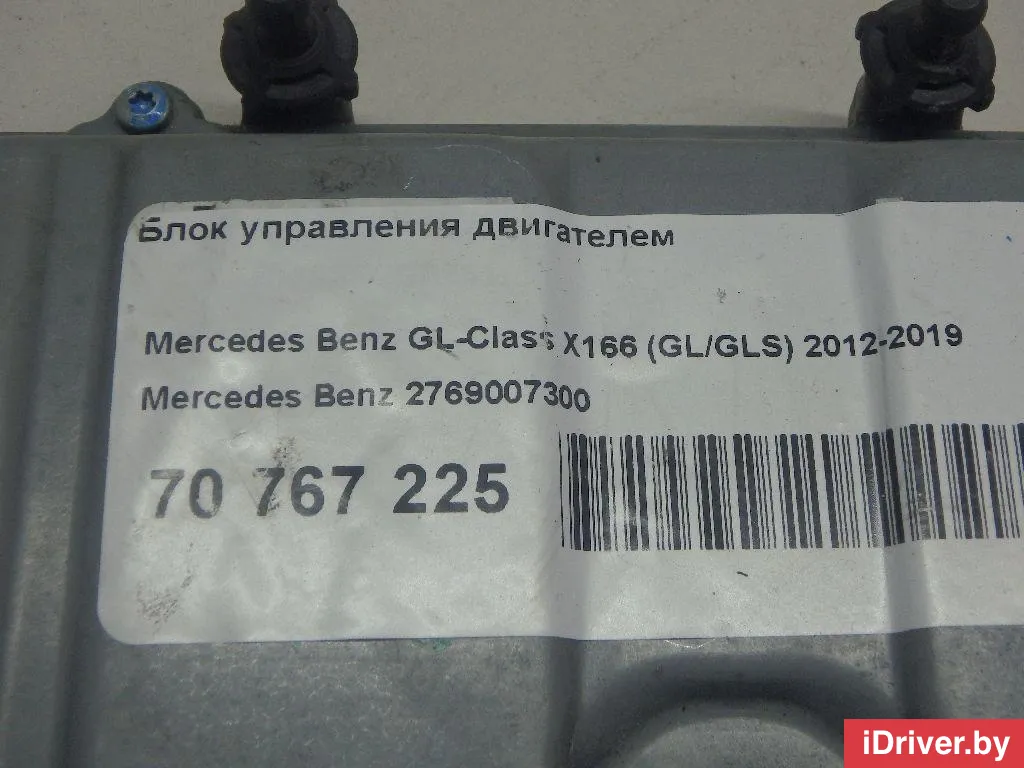 Блок управления двигателем
Mercedes Benz GL-Class X166 (GL/GLS) 2012-2019
Mercedes Benz 2769007300
70 767 225
iDriver.by